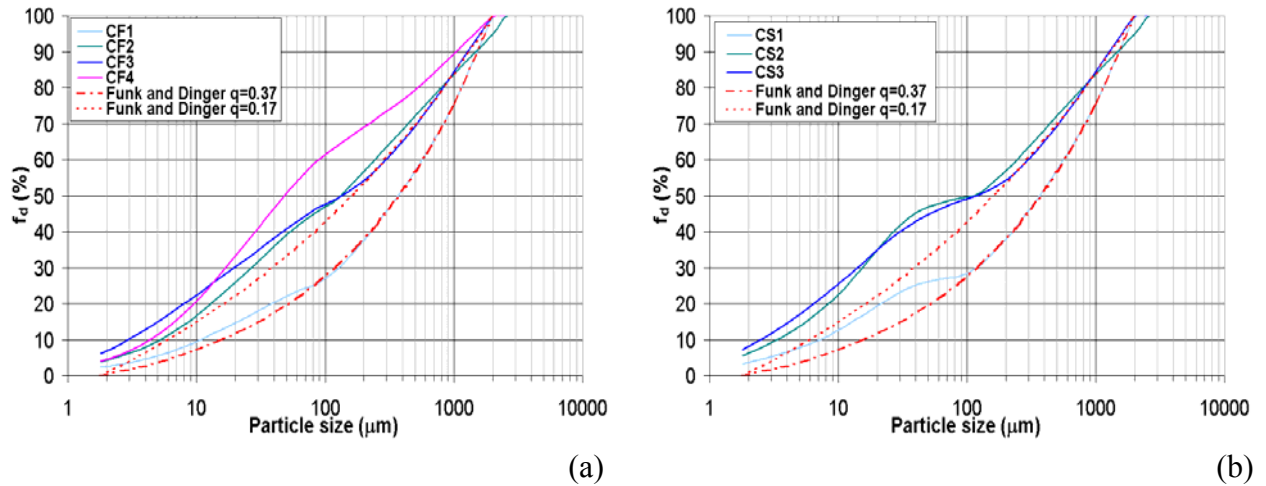 100
90
80
70
60
50
40
30
20
10
0
f_d (%)
CF1
CF2
CF3
CF4
Funk and Dinger q=0.37
Funk and Dinger q=0.17
1 10 100 1000 10000
Particle size (μm)
(a)
100
90
80
70
60
50
40
30
20
10
0
f_d (%)
CS1
CS2
CS3
Funk and Dinger q=0.37
Funk and Dinger q=0.17
1 10 100 1000 10000
Particle size (μm)
(b)